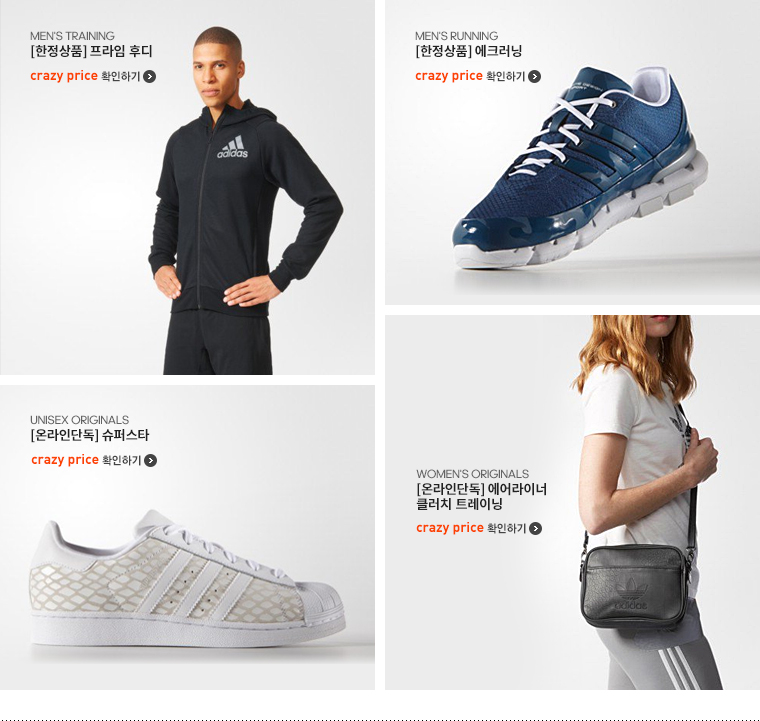 MEN'S TRAINING
[한정상품] 프라임 후디
crazy price 확인하기
adidas
MEN'S RUNNING
[한정상품] 에크러닝
crazy price 확인하기
UNISEX ORIGINALS
[온라인단독] 슈퍼스타
crazy price 확인하기
WOMEN'S ORIGINALS
[온라인단독] 에어라이너
클러치 트레이닝
crazy price 확인하기
adidas